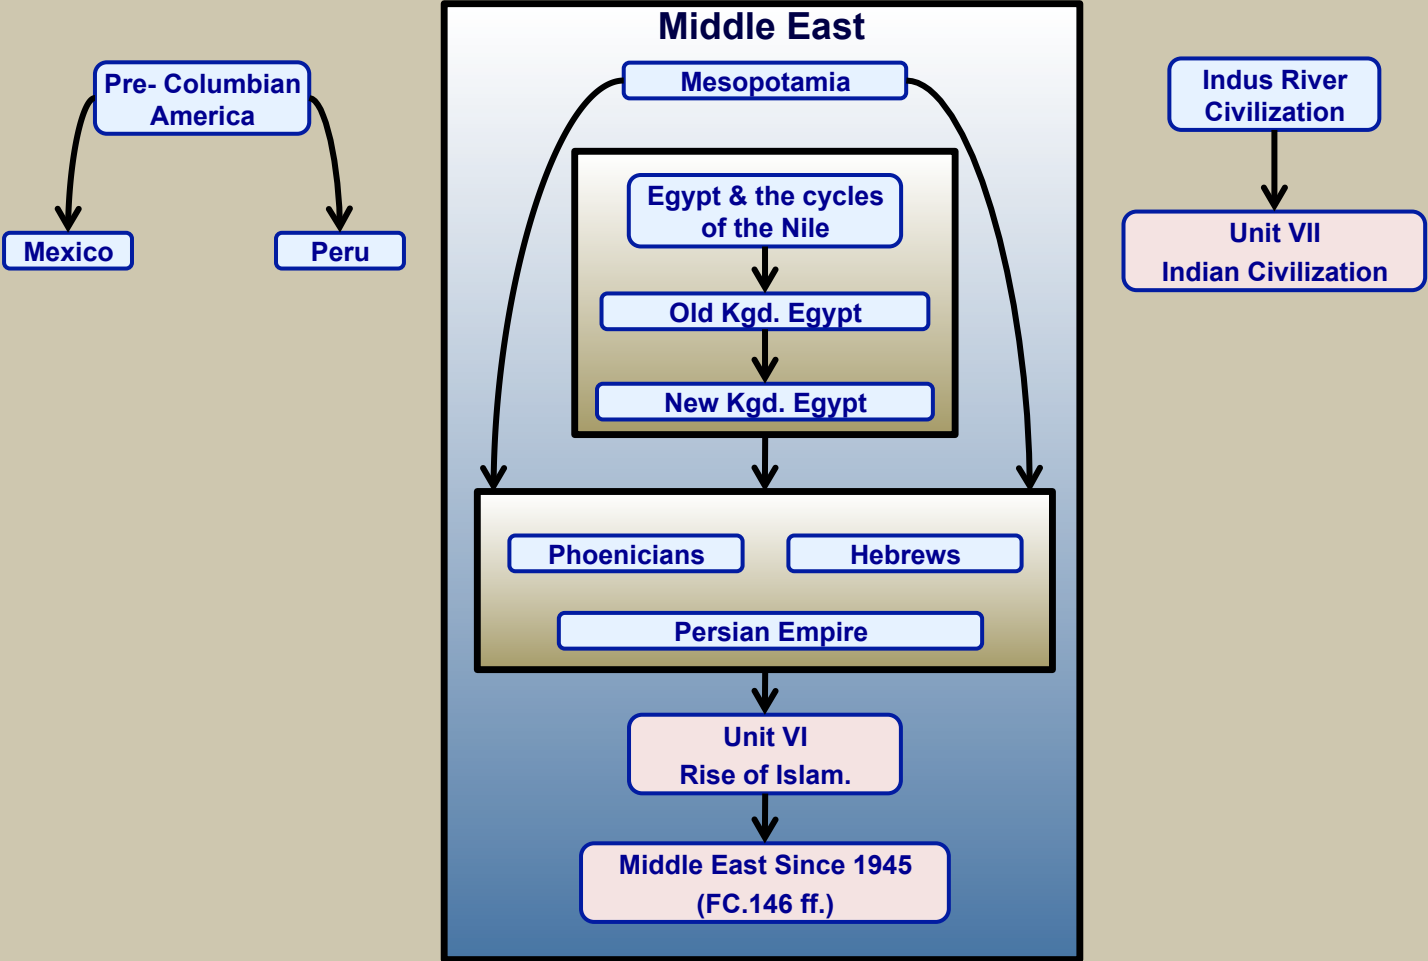 Middle East
Pre- Columbian
America
Mexico
Peru
Mesopotamia
Egypt & the cycles
of the Nile
Old Kgd. Egypt
New Kgd. Egypt
Phoenicians
Hebrews
Persian Empire
Unit VI
Rise of Islam.
Middle East Since 1945
(FC.146 ff.)
Indus River
Civilization
Unit VII
Indian Civilization